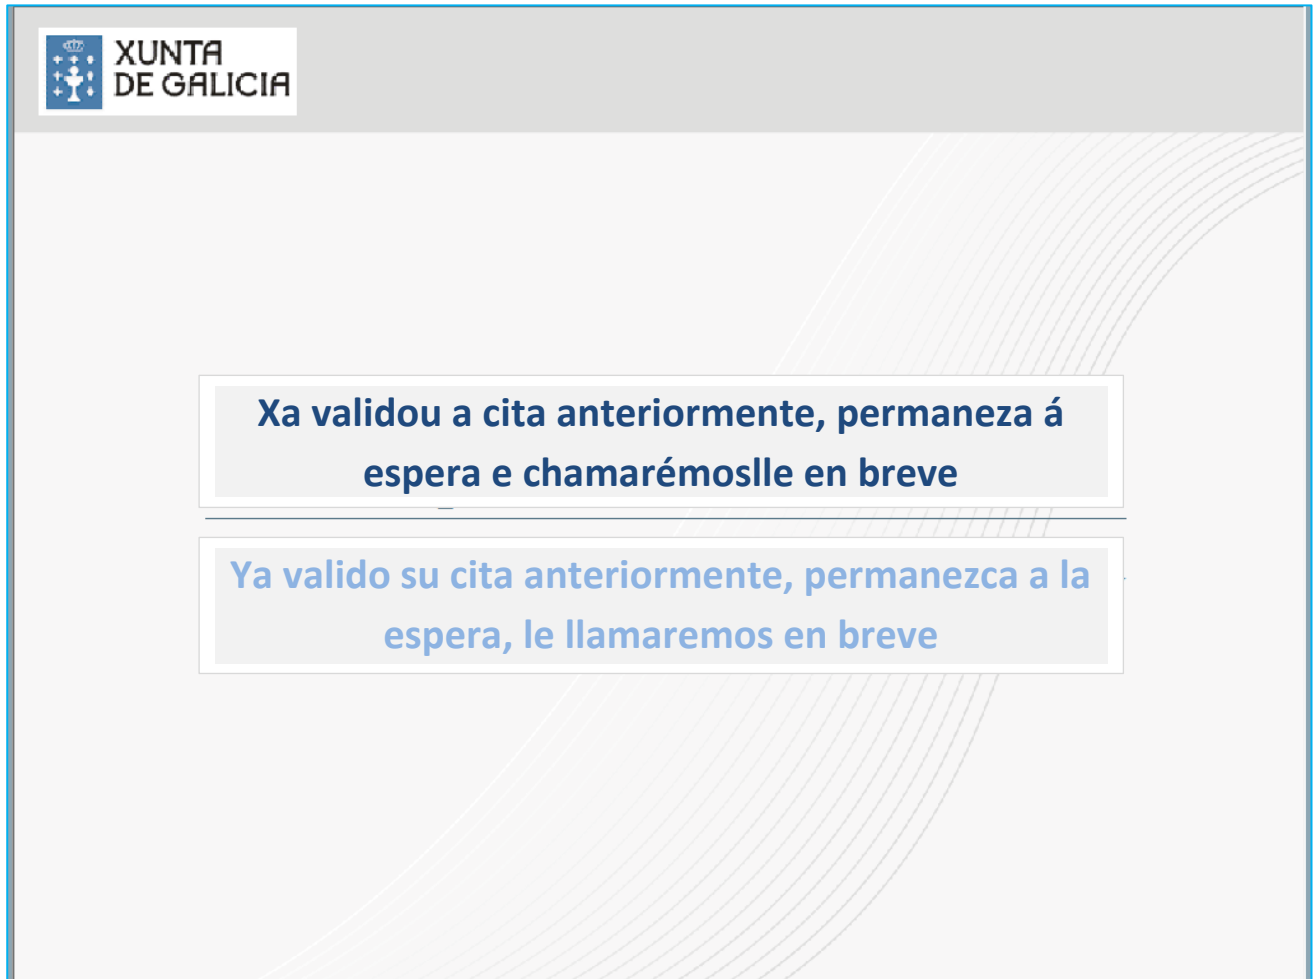 XUNTA
DE GALICIA
Xa validou a cita anteriormente, permaneza á
espera e chamarémoslle en breve
Ya valido su cita anteriormente, permanezca a la
espera, le llamaremos en breve